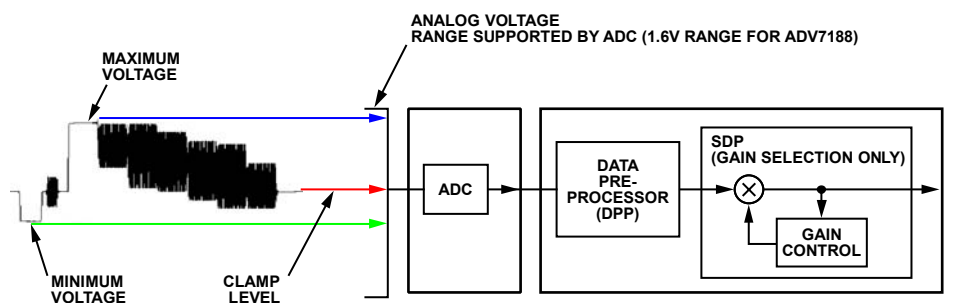 ANALOG VOLTAGE
RANGE SUPPORTED BY ADC (1.6V RANGE FOR ADV7188)
MAXIMUM
VOLTAGE
SDP
(GAIN SELECTION ONLY)
DATA
PRE-
PROCESSOR
(DPP)
ADC
GAIN
CONTROL
MINIMUM
VOLTAGE
CLAMP
LEVEL